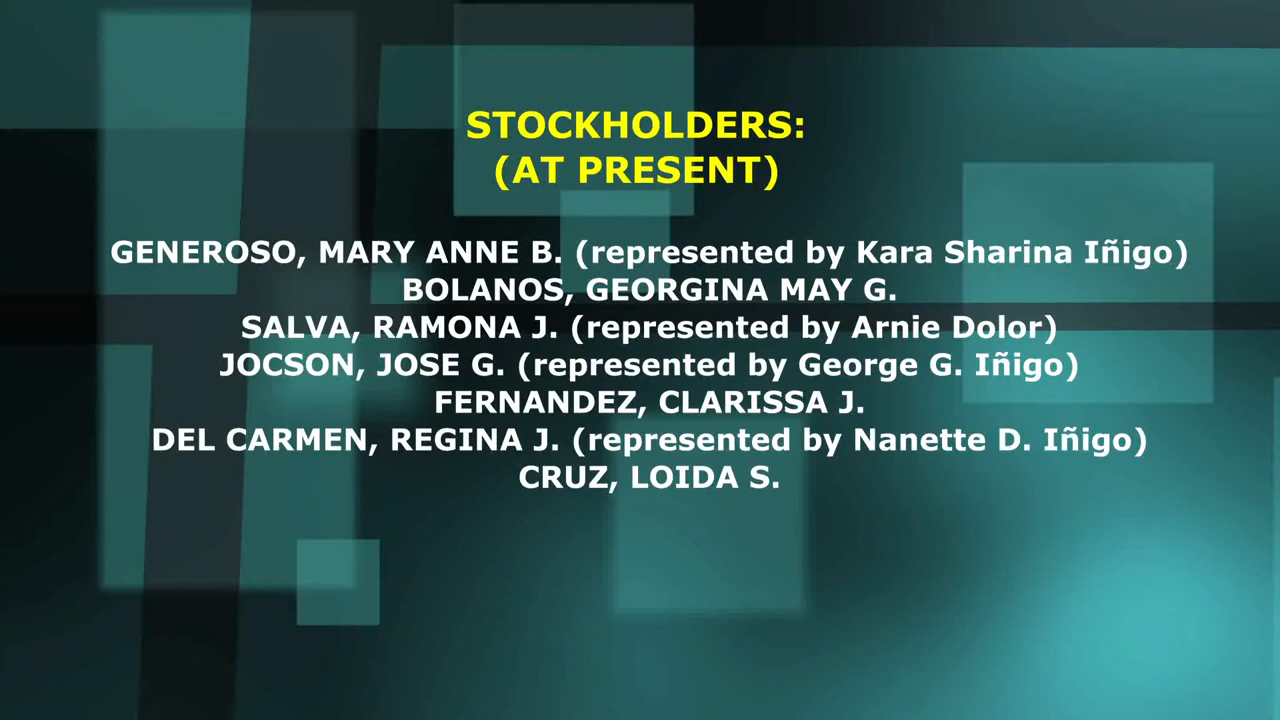 STOCKHOLDERS:
(AT PRESENT)
GENEROSO, MARY ANNE B. (represented by Kara Sharina Iñigo)
BOLANOS, GEORGINA MAY G.
SALVA, RAMONA J. (represented by Arnie Dolor)
JOCSON, JOSE G. (represented by George G. Iñigo)
FERNANDEZ, CLARISSA J.
DEL CARMEN, REGINA J. (represented by Nanette D. Iñigo)
CRUZ, LOIDA S.